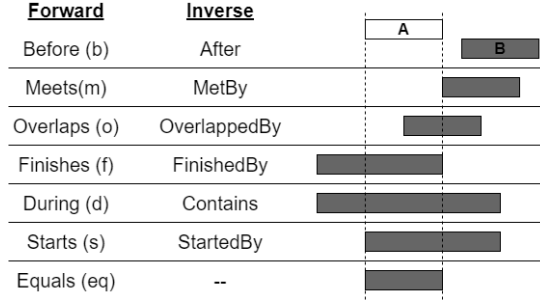 Forward Inverse
A
Before (b) After B
Meets(m) MetBy
Overlaps (o) OverlappedBy
Finishes (f) FinishedBy
During (d) Contains
Starts (s) StartedBy
Equals (eq) --